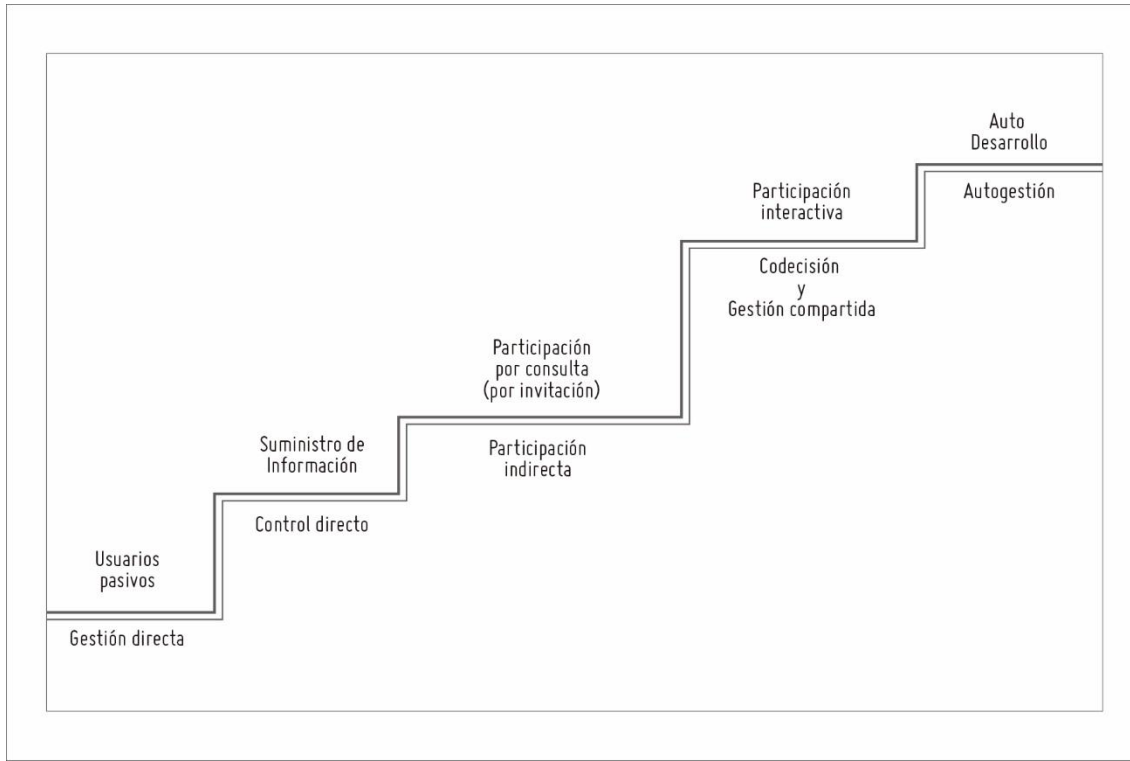 Auto
Desarrollo
Autogestión
Participación
interactiva
Codecisión
y
Gestión compartida
Participación
por consulta
(por invitación)
Participación
indirecta
Suministro de
Información
Control directo
Usuarios
pasivos
Gestión directa